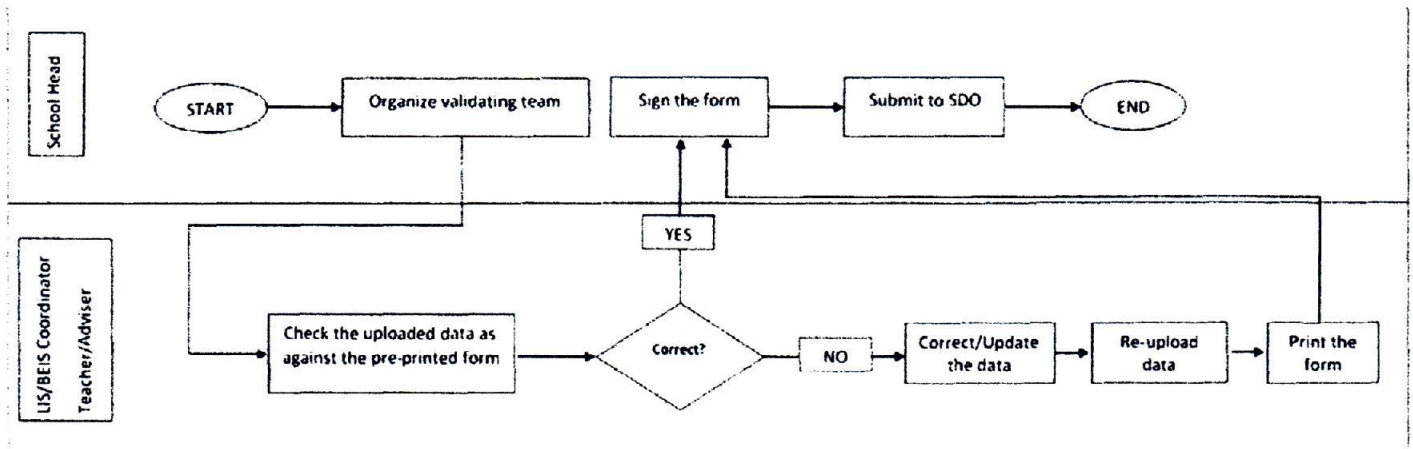 School Head
START
Organize validating team
Sign the form
Submit to SDO
END
YES
LIS/BEIS Coordinator
Teacher/Adviser
Check the uploaded data as
against the pre-printed form
Correct?
NO
Correct/Update
the data
Re-upload
data
Print the
form